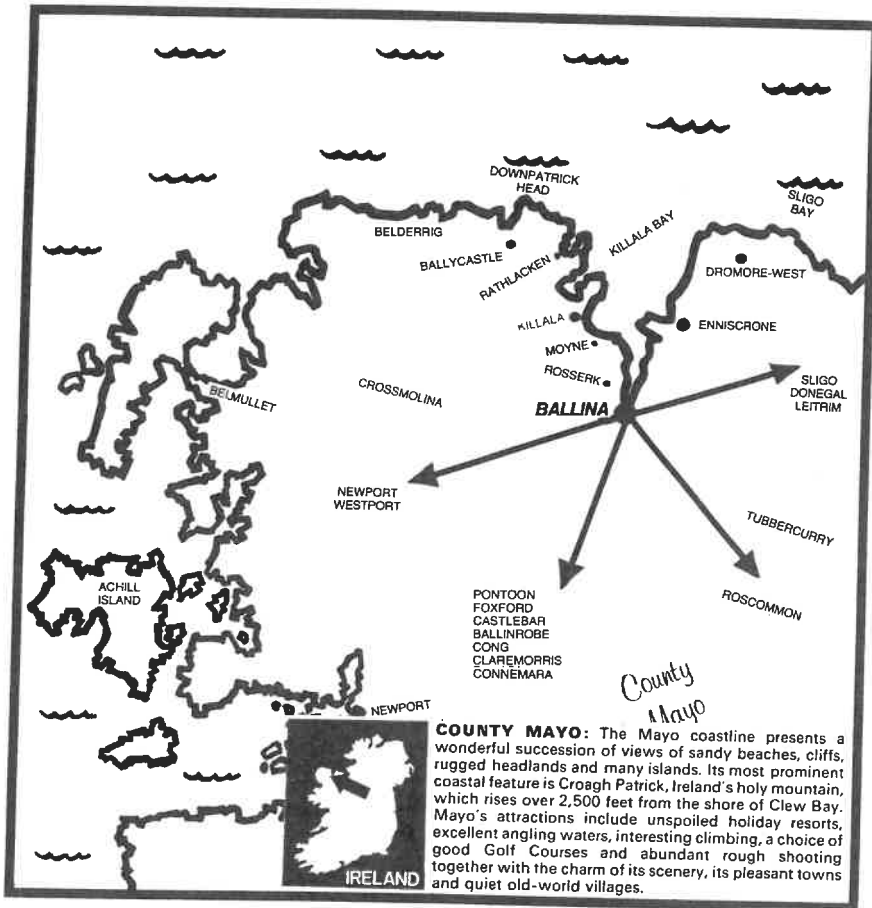 DOWNPATRICK
HEAD
SLIGO
BAY
KILLALA BAY
BELDERRIG
BALLYCASTLE
RATHLACKEN
DROMORE-WEST
KILLALA
ENNISCRONE
MOYNE
ROSSERK
BELMULLET
CROSSMOLINA
BALLINA
SLIGO
DONEGAL
LEITRIM
NEWPORT
WESTPORT
TUBBERCURRY
ACHILL
ISLAND
PONTOON
FOXFORD
CASTLEBAR
BALLINROBE
CONG
CLAREMORRIS
CONNEMARA
ROSCOMMON
County
Mayo
NEWPORT
IRELAND
COUNTY MAYO: The Mayo coastline presents a
wonderful succession of views of sandy beaches, cliffs,
rugged headlands and many islands. Its most prominent
coastal feature is Croagh Patrick, Ireland's holy mountain,
which rises over 2,500 feet from the shore of Clew Bay.
Mayo's attractions include unspoiled holiday resorts,
excellent angling waters, interesting climbing, a choice of
good Golf Courses and abundant rough shooting
together with the charm of its scenery, its pleasant towns
and quiet old-world villages.